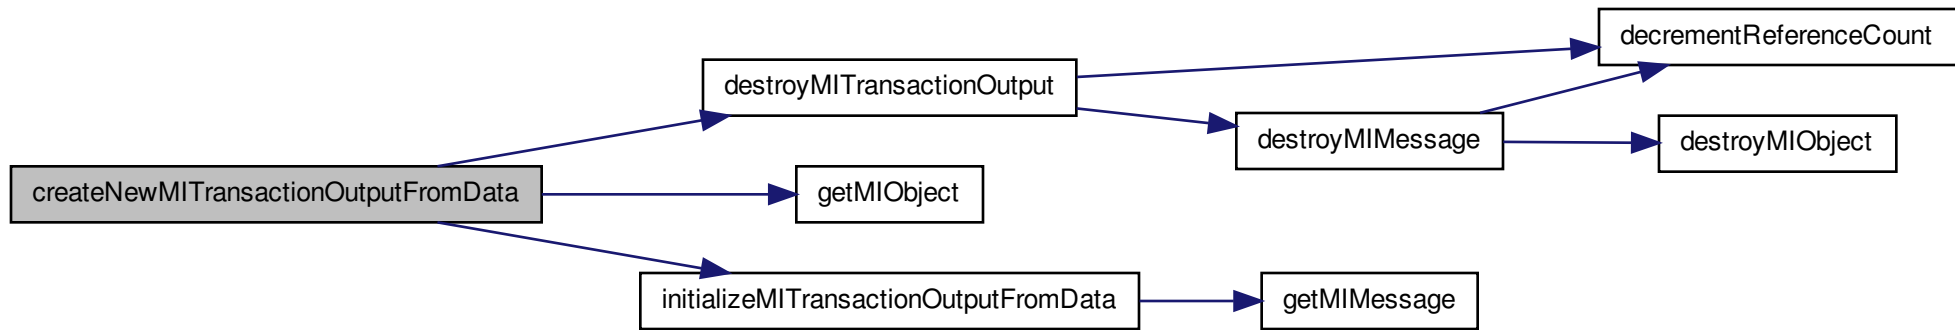 decrementReferenceCount
destroyMITransactionOutput
destroyMIMessage
destroyMIObject
createNewMITransactionOutputFromData
getMIObject
initializeMITransactionOutputFromData
getMIMessage